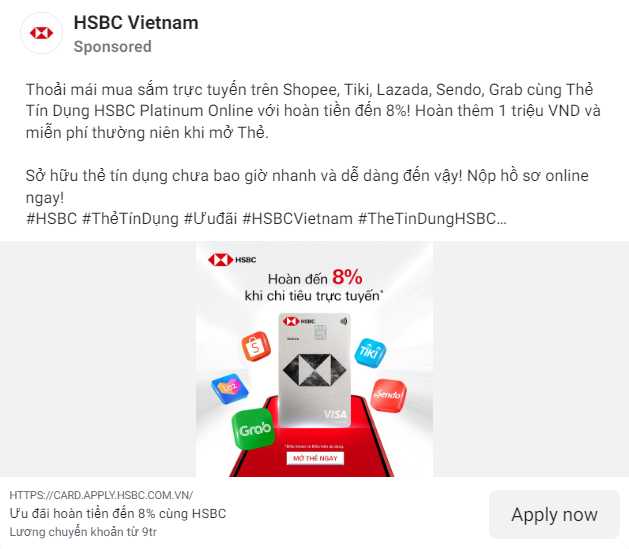 HSBC Vietnam
Sponsored
Thoải mái mua sắm trực tuyến trên Shopee, Tiki, Lazada, Sendo, Grab cùng Thẻ
Tín Dụng HSBC Platinum Online với hoàn tiền đến 8%! Hoàn thêm 1 triệu VND và
miễn phí thường niên khi mở Thẻ.
Sở hữu thẻ tín dụng chưa bao giờ nhanh và dễ dàng đến vậy! Nộp hồ sơ online
ngay!
#HSBC #ThẻTínDụng #Ưuđãi #HSBCVietnam #TheTinDungHSBC...
HSBC
Hoàn đến 8%
khi chi tiêu trực tuyến*
HSBC
S
TIKI
Laz
Sendo
VISA
Grab
*Điều khoản và Điều kiện áp dụng.
MỞ THẺ NGAY
HTTPS://CARD.APPLY.HSBC.COM.VN/
Ưu đãi hoàn tiền đến 8% cùng HSBC
Lương chuyển khoản từ 9tr
Apply now